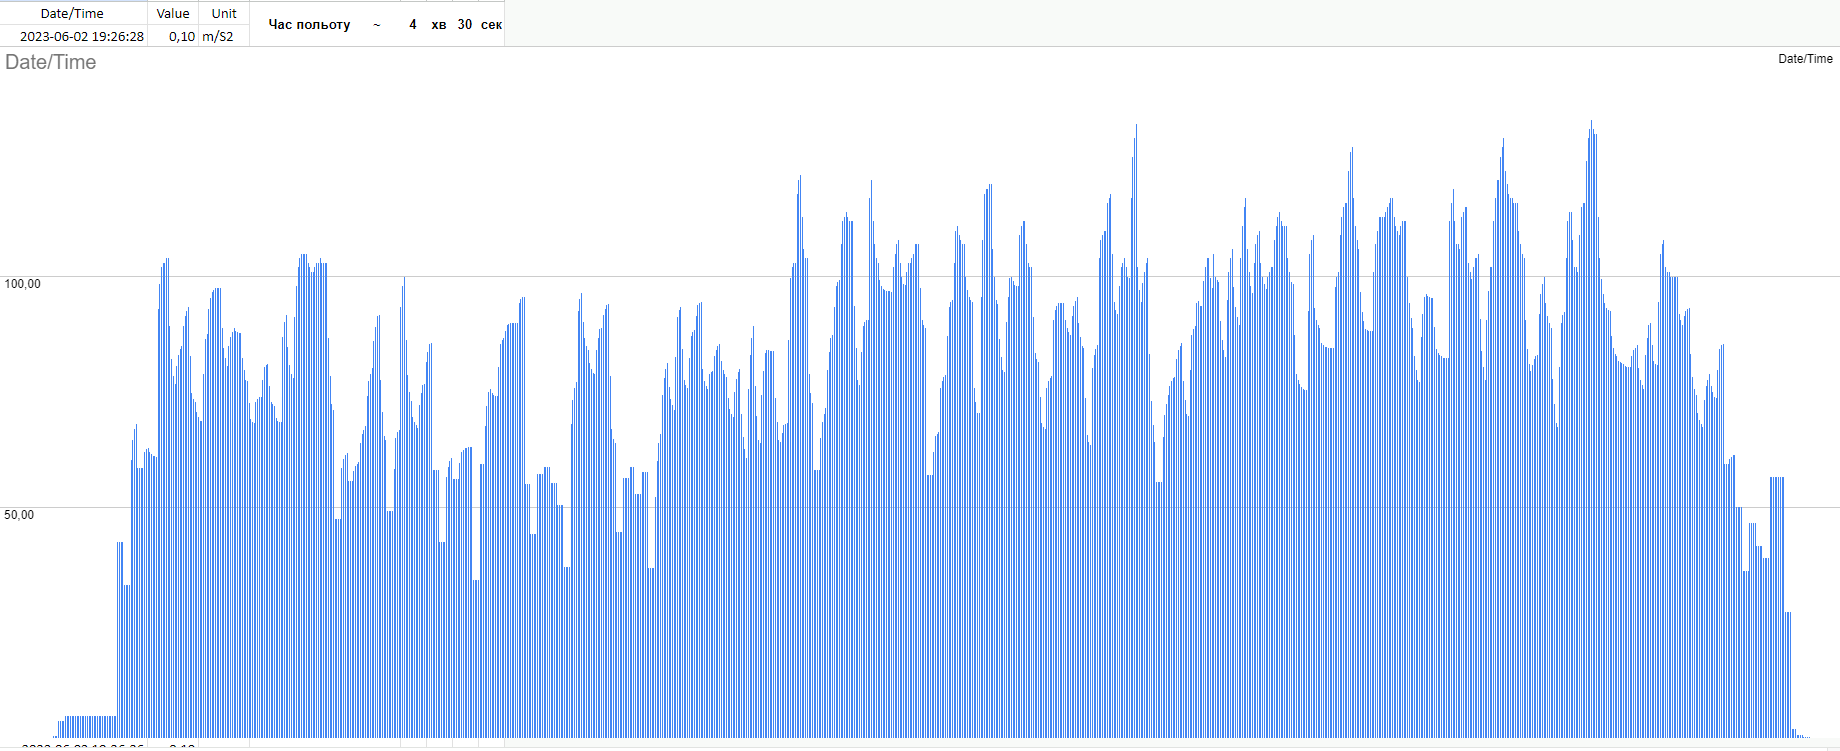 Date/Time Value Unit
Час польоту ~ 4 хв 30 сек
2023-06-02 19:26:28 0,10 m/S2
Date/Time
Date/Time
100,00
50,00